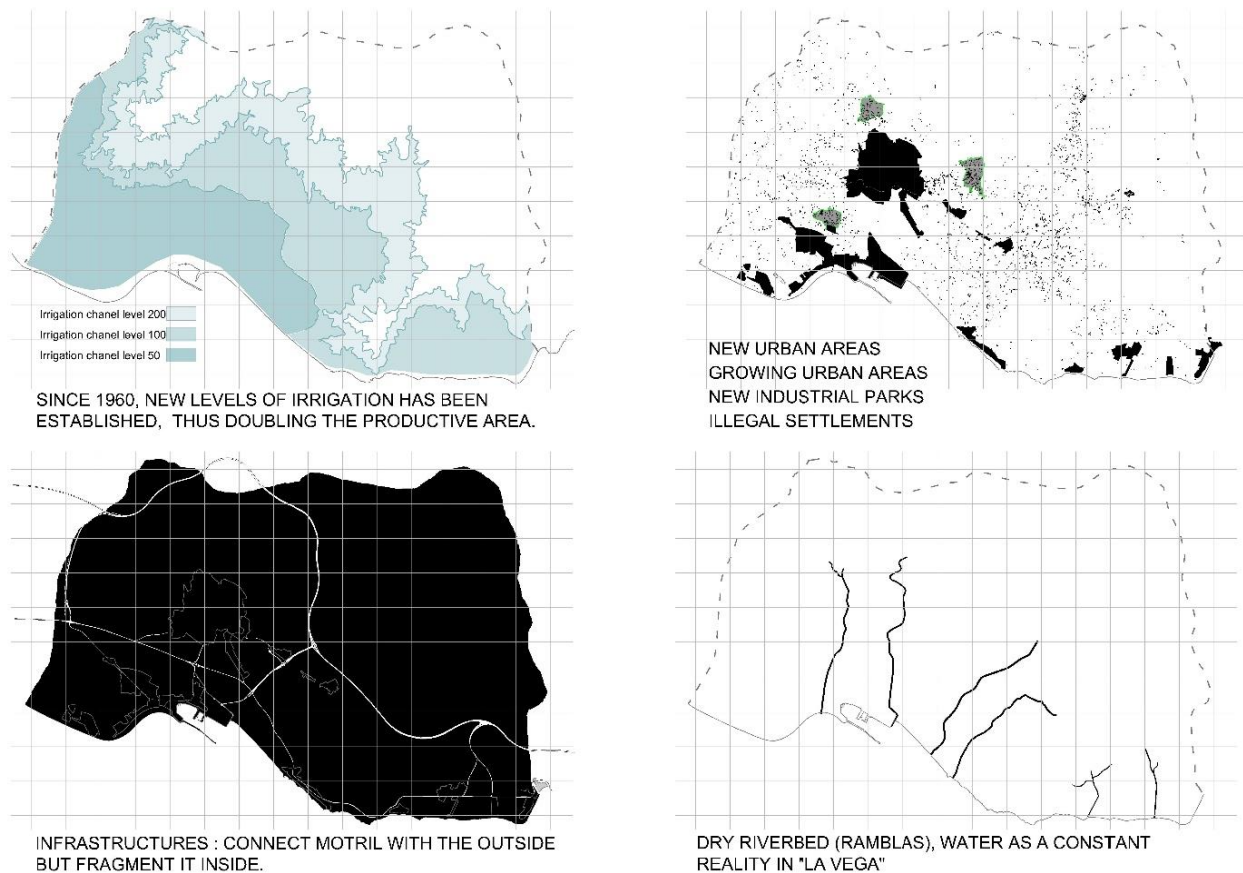 Irrigation chanel level 200
Irrigation chanel level 100
Irrigation chanel level 50
SINCE 1960, NEW LEVELS OF IRRIGATION HAS BEEN
ESTABLISHED, THUS DOUBLING THE PRODUCTIVE AREA.
NEW URBAN AREAS
GROWING URBAN AREAS
NEW INDUSTRIAL PARKS
ILLEGAL SETTLEMENTS
INFRASTRUCTURES : CONNECT MOTRIL WITH THE OUTSIDE
BUT FRAGMENT IT INSIDE.
DRY RIVERBED (RAMBLAS), WATER AS A CONSTANT
REALITY IN "LA VEGA"